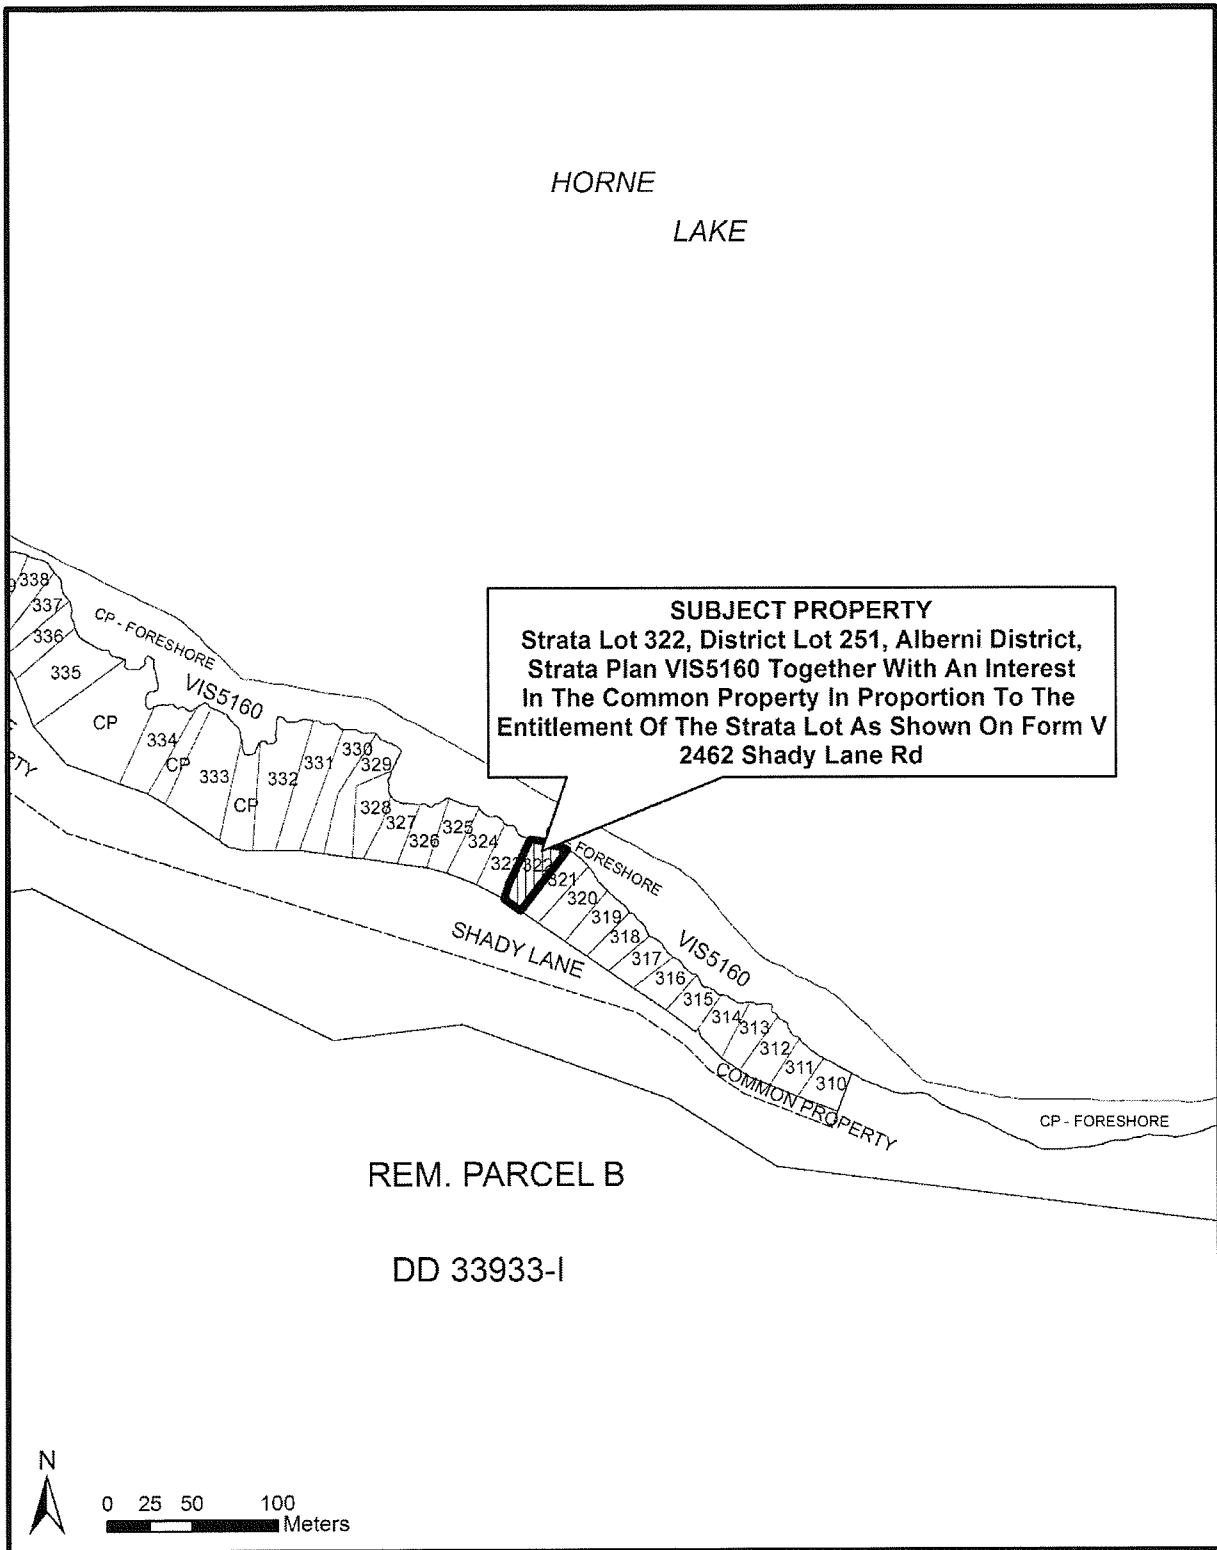 HORNE
LAKE
SUBJECT PROPERTY
Strata Lot 322, District Lot 251, Alberni District,
Strata Plan VIS5160 Together With An Interest
In The Common Property In Proportion To The
Entitlement Of The Strata Lot As Shown On Form V
2462 Shady Lane Rd
338
337
336
335
CP - FORESHORE
VIS5160
CP
334
CP
333
CP
332
331
330
329
328
327
326
325
324
323
322
FORESHORE
321
320
319
318
317
316
315
314
313
312
311
310
VIS5160
SHADY LANE
COMMON PROPERTY
CP - FORESHORE
REM. PARCEL B
DD 33933-I
N
0 25 50 100
Meters